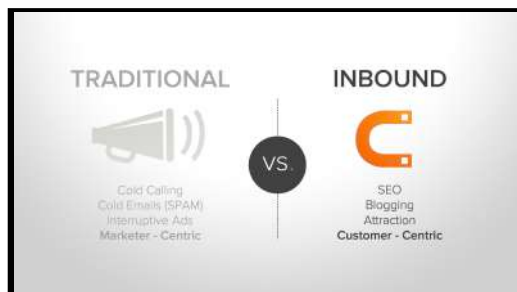 TRADITIONAL
Cold Calling
Cold Emails (SPAM)
Interruptive Ads
Marketer - Centric
VS.
INBOUND
SEO
Blogging
Attraction
Customer - Centric